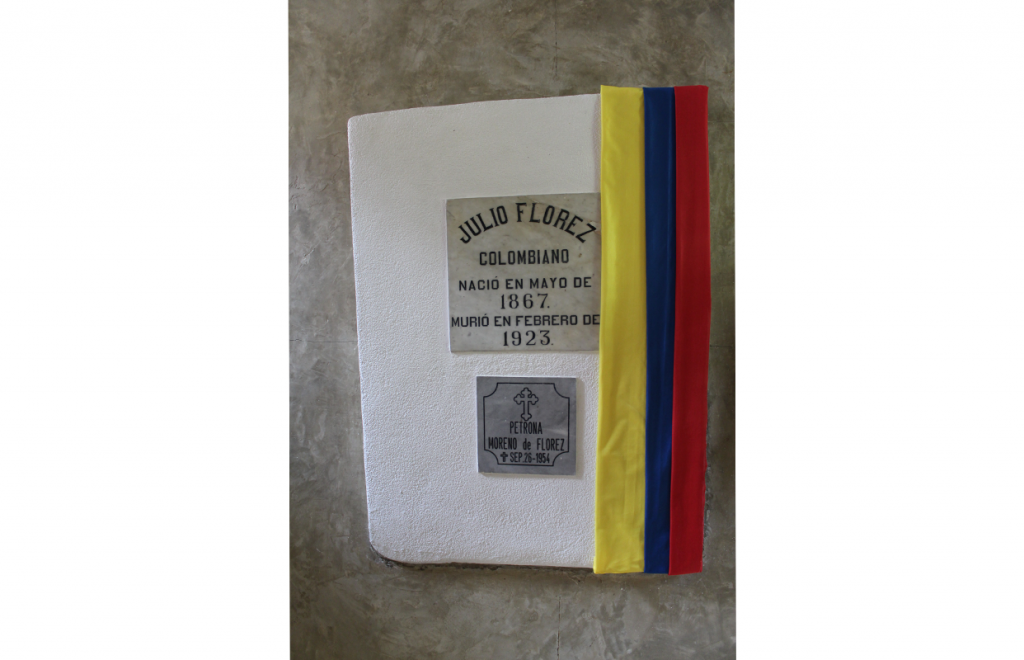 JULIO FLOREZ
COLOMBIANO
NACIÓ EN MAYO DE
1867.
MURIÓ EN FEBRERO DE
1923.
PETRONA
MORENO de FLOREZ
✝ SEP. 26-1954